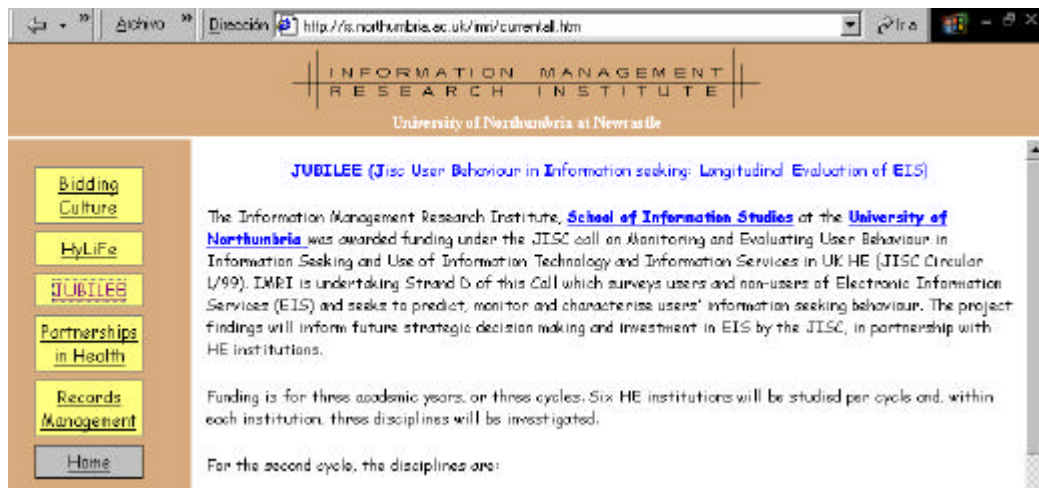 Archivo
Dirección
http://is.northumbria.ac.uk/imri/currentall.htm
Ir a
INFORMATION MANAGEMENT
RESEARCH INSTITUTE
University of Northumbria at Newcastle
Bidding
Culture
HyLiFe
JUBILEE
Partnerships
in Health
Records
Management
Home
JUBILEE (Jisc User Behaviour in Information seeking: Longitudinal Evaluation of EIS)
The Information Management Research Institute, School of Information Studies at the University of
Northumbria was awarded funding under the JISC call on Monitoring and Evaluating User Behaviour in
Information Seeking and Use of Information Technology and Information Services in UK HE (JISC Circular
1/99). IMRI is undertaking Strand D of this Call which surveys users and non-users of Electronic Information
Services (EIS) and seeks to predict, monitor and characterise users' information seeking behaviour. The project
findings will inform future strategic decision making and investment in EIS by the JISC, in partnership with
HE institutions.
Funding is for three academic years, or three cycles. Six HE institutions will be studied per cycle and, within
each institution, three disciplines will be investigated.
For the second cycle, the disciplines are: